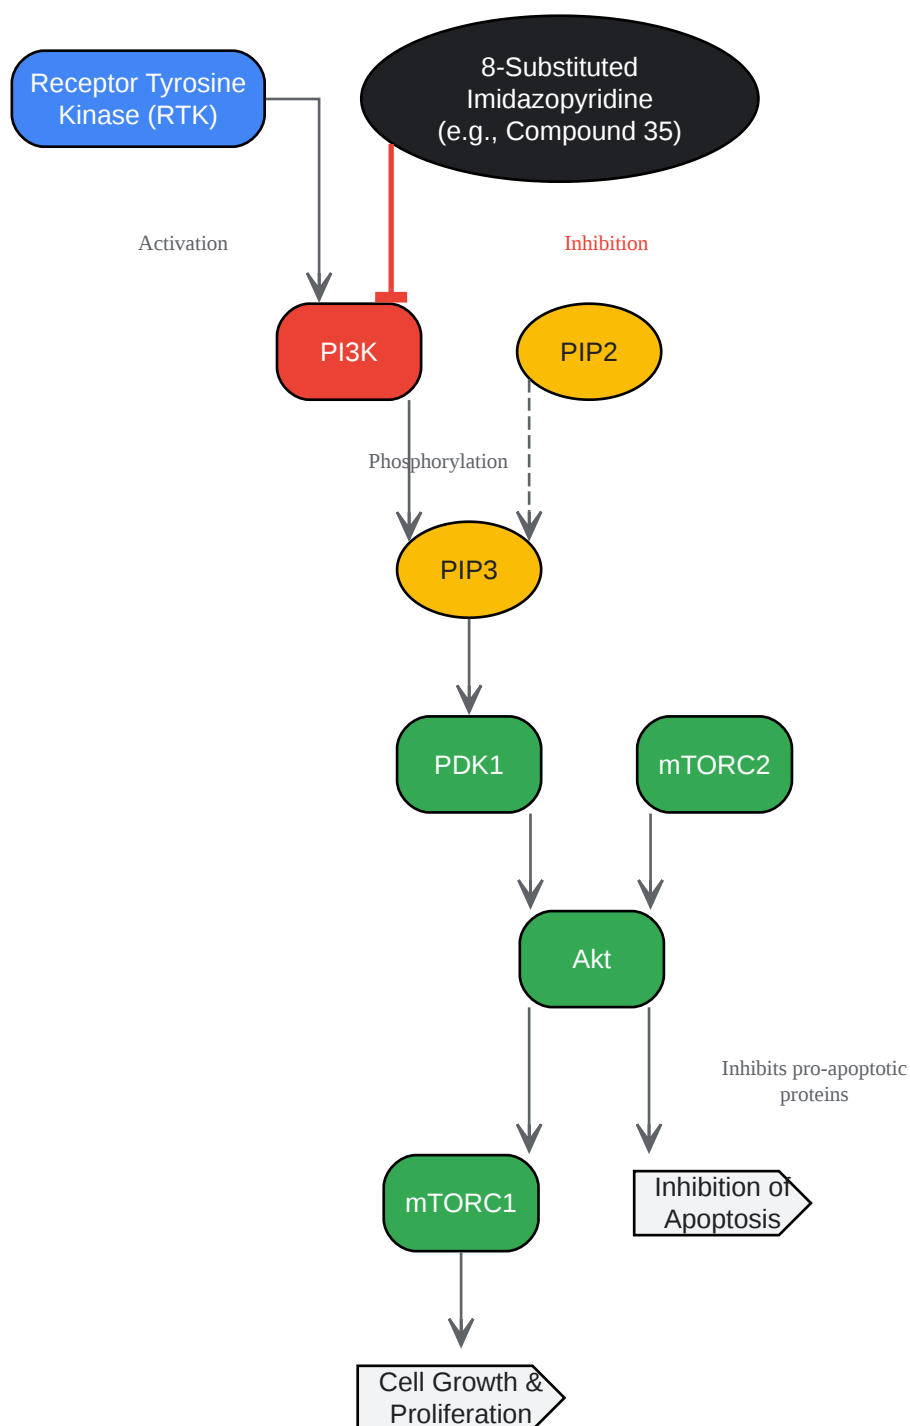 Receptor Tyrosine
Kinase (RTK)
8-Substituted
Imidazopyridine
(e.g., Compound 35)
Activation
Inhibition
PI3K
PIP2
Phosphorylation
PIP3
PDK1
mTORC2
Akt
Inhibits pro-apoptotic
proteins
mTORC1
Inhibition of
Apoptosis
Cell Growth &
Proliferation